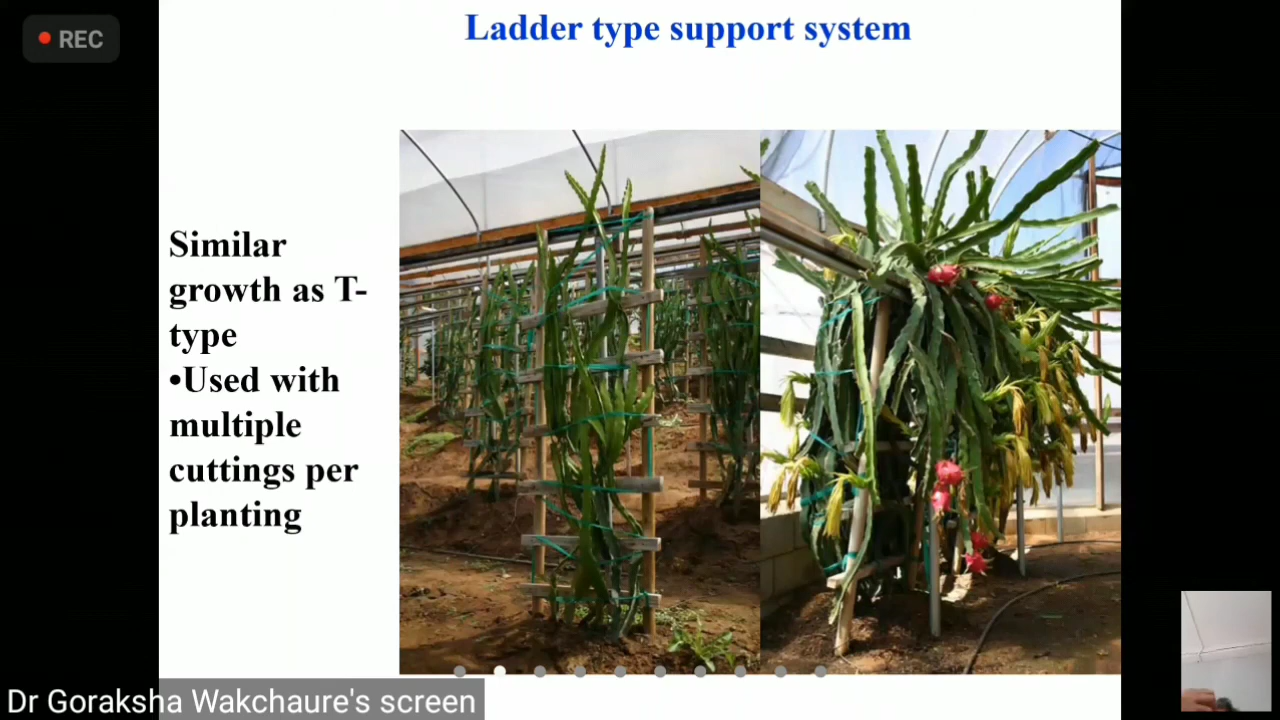 REC
Ladder type support system
Similar
growth as T-
type
•Used with
multiple
cuttings per
planting
Dr Goraksha Wakchaure's screen